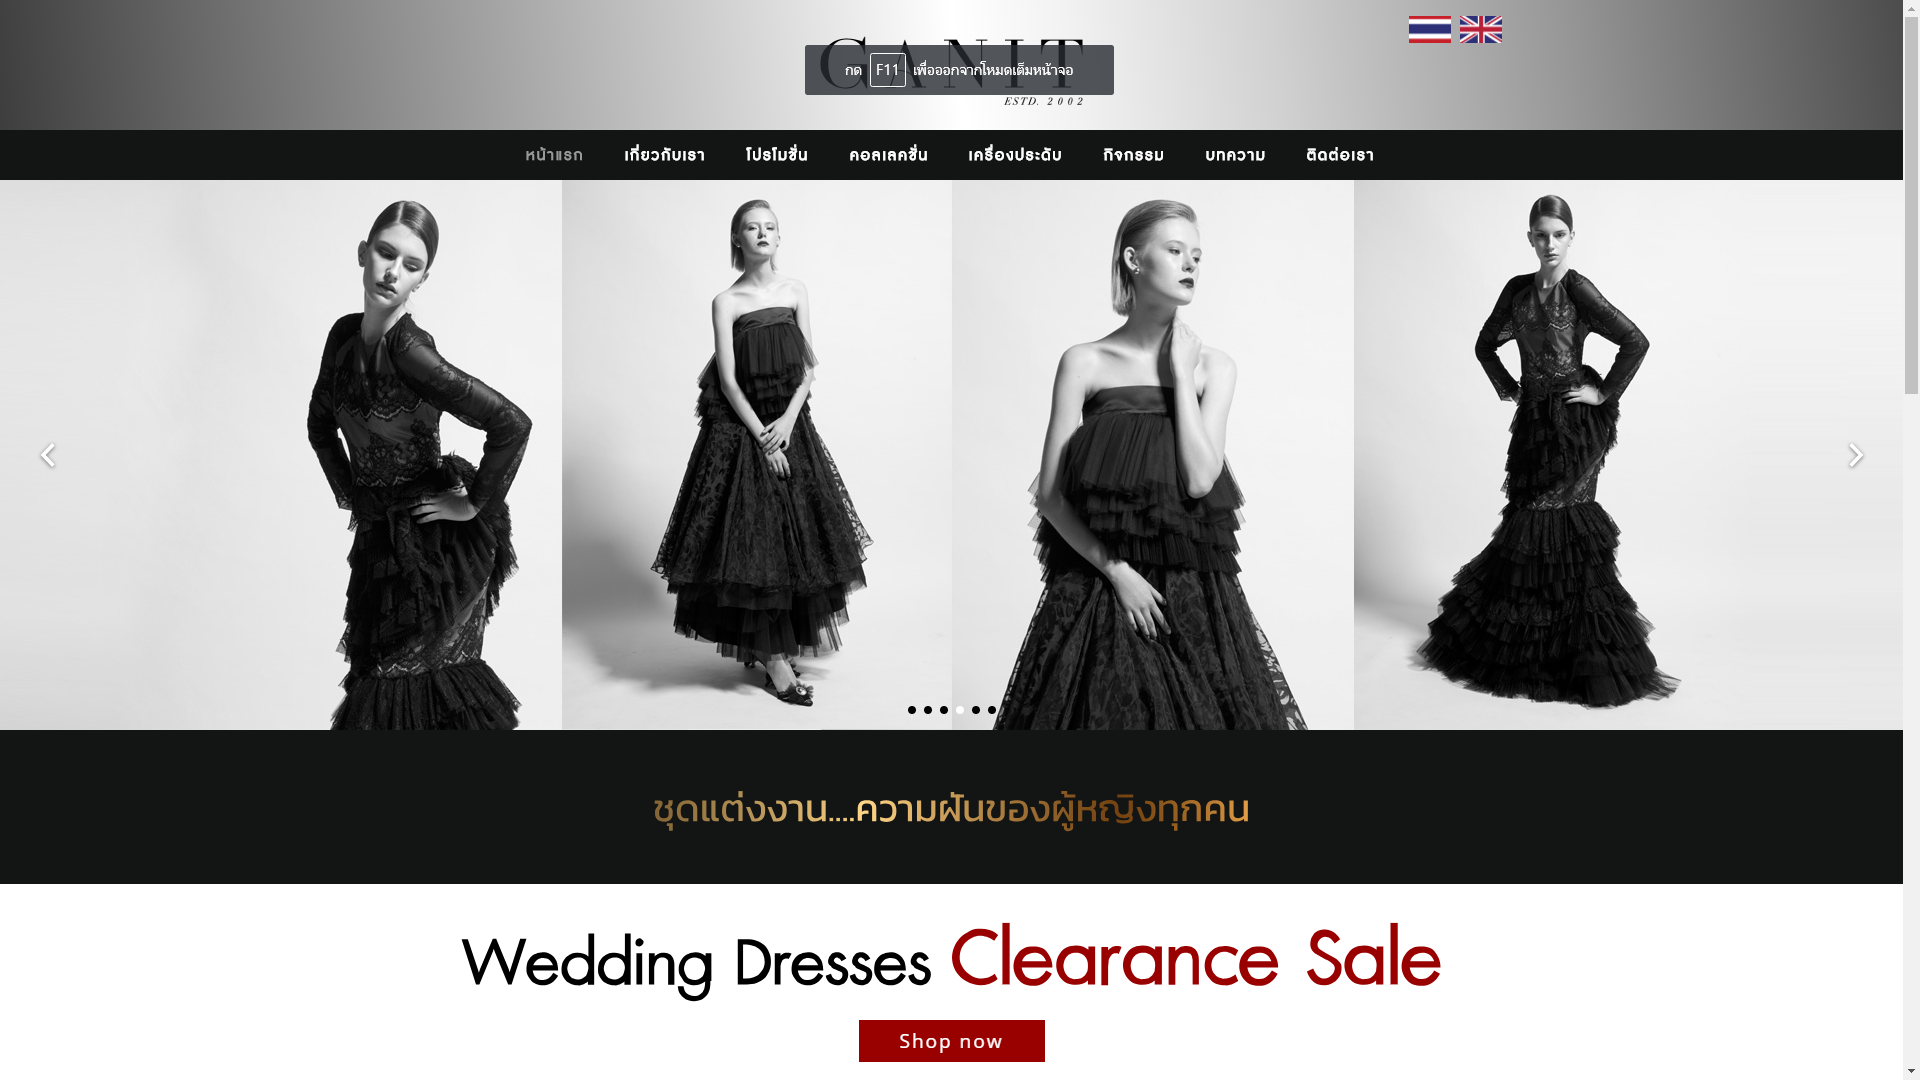 GANIT
กด F11 เพื่อออกจากโหมดเต็มหน้าจอ
ESTD. 2002
หน้าแรก เกี่ยวกับเรา โปรโมชั่น คอลเลคชั่น เครื่องประดับ กิจกรรม บทความ ติดต่อเรา
ชุดแต่งงาน....ความฝันของผู้หญิงทุกคน
Wedding Dresses Clearance Sale
Shop now